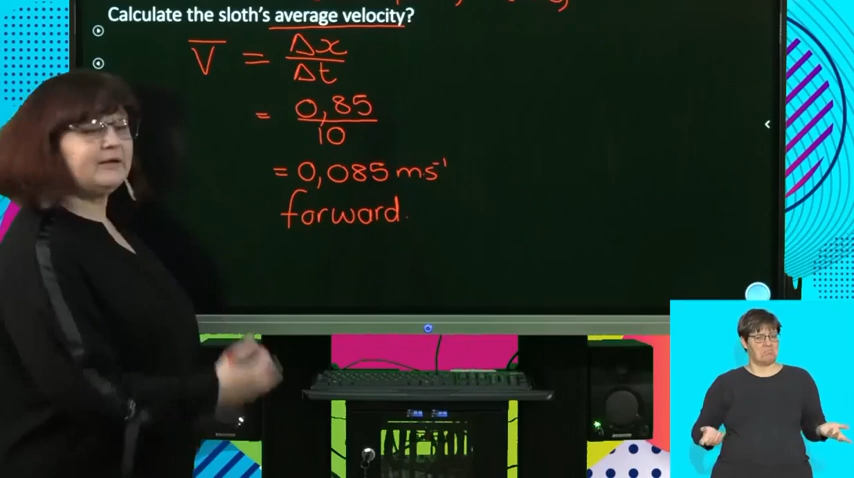 Calculate the sloth's average velocity?
V̅ = Δx/Δt
= 0,85/10
= 0,085 ms⁻¹
forward.